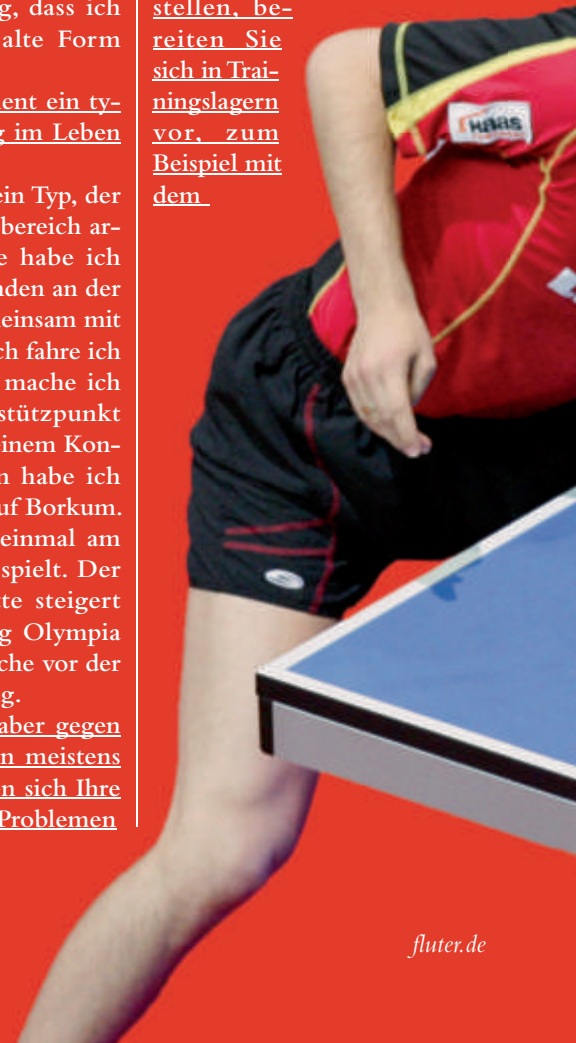 g, dass ich
alte Form
ent ein ty-
g im Leben
ein Typ, der
bereich ar-
e habe ich
nden an der
einsam mit
ch fahre ich
mache ich
stützpunkt
einem Kon-
n habe ich
uf Borkum.
einmal am
spielt. Der
tte steigert
g Olympia
che vor der
g.
aber gegen
n meistens
en sich Ihre
Problemen
stellen, be-
reiten Sie
sich in Trai-
ningslagern
vor, zum
Beispiel mit
dem
Haas
fluter.de